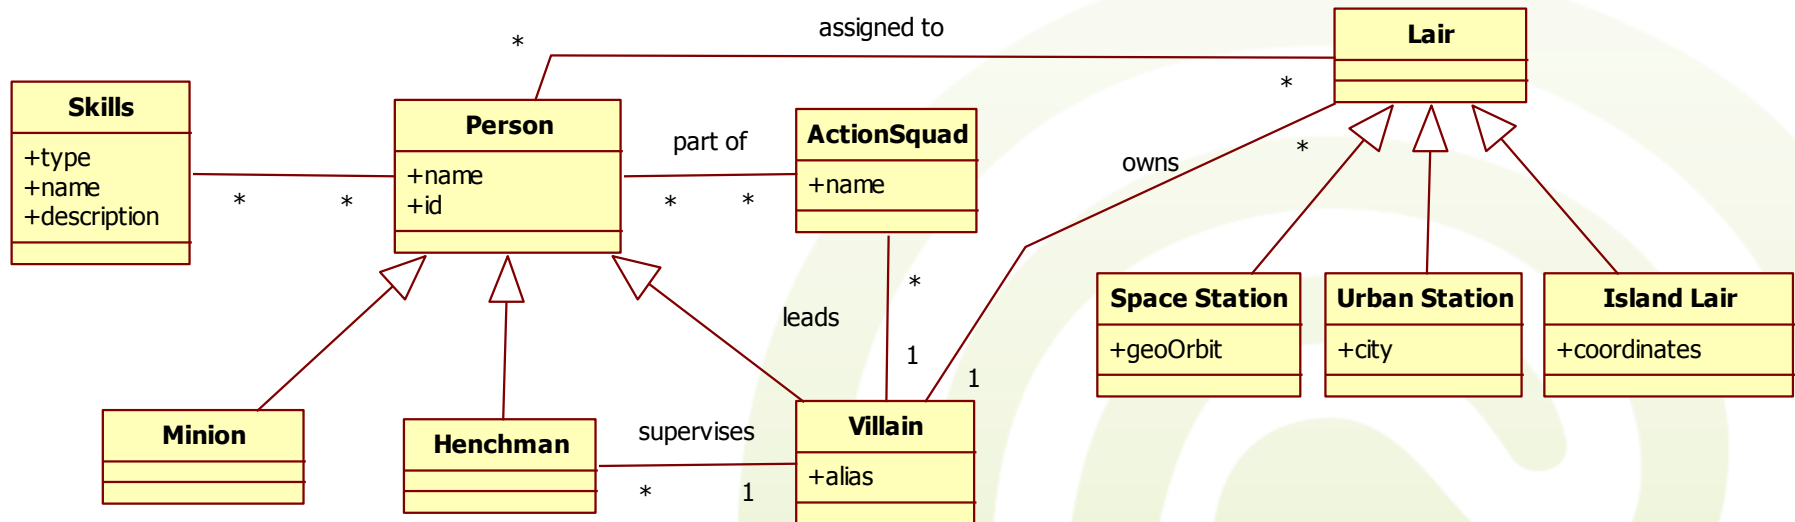 assigned to
Lair
*
*
Skills
+type
+name
+description
*
*
Person
+name
+id
part of
*
*
ActionSquad
+name
owns
*
*
1
leads
1
Space Station
+geoOrbit
Urban Station
+city
Island Lair
+coordinates
Minion
Henchman
supervises
*
1
Villain
+alias